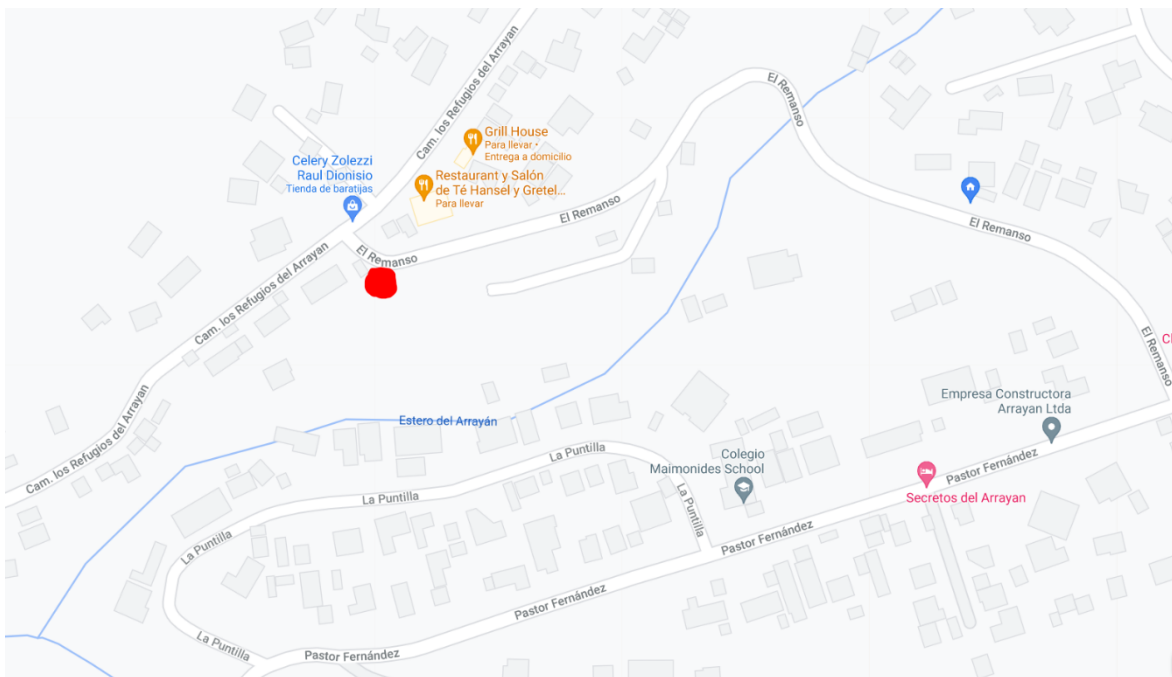 Cam. los Refugios del Arrayan
El Remanso
Grill House
Para llevar •
Entrega a domicilio
Celery Zolezzi
Raul Dionisio
Tienda de baratijas
Restaurant y Salón
de Té Hansel y Gretel...
Para llevar
El Remanso
El Remanso
El Remanso
Cam. los Refugios del Arrayan
El Remanso
Cl
Cam. los Refugios del Arrayan
Empresa Constructora
Arrayan Ltda
Estero del Arrayán
La Puntilla
Colegio
Maimonides School
Pastor Fernández
Secretos del Arrayan
La Puntilla
La Puntilla
Pastor Fernández
La Puntilla
Pastor Fernández
La Puntilla
Pastor Fernández